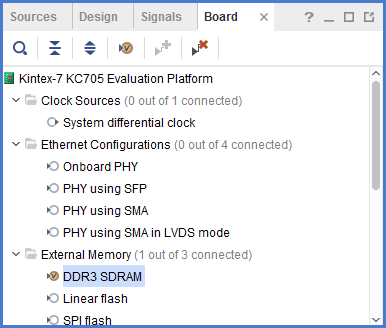 Sources Design Signals Board × ? _ □
Kintex-7 KC705 Evaluation Platform
Clock Sources (0 out of 1 connected)
System differential clock
Ethernet Configurations (0 out of 4 connected)
Onboard PHY
PHY using SFP
PHY using SMA
PHY using SMA in LVDS mode
External Memory (1 out of 3 connected)
DDR3 SDRAM
Linear flash
SPI flash